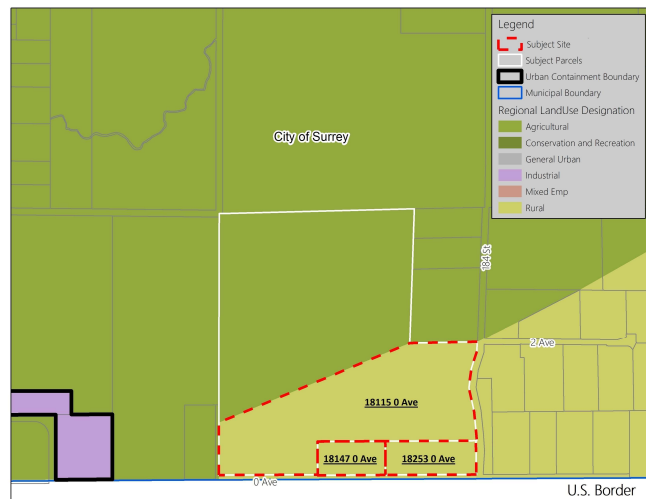 Legend
Subject Site
Subject Parcels
Urban Containment Boundary
Municipal Boundary
Regional LandUse Designation
Agricultural
Conservation and Recreation
General Urban
Industrial
Mixed Emp
Rural
City of Surrey
184 St
2 Ave
18115 0 Ave
18147 0 Ave
18253 0 Ave
0 Ave
U.S. Border